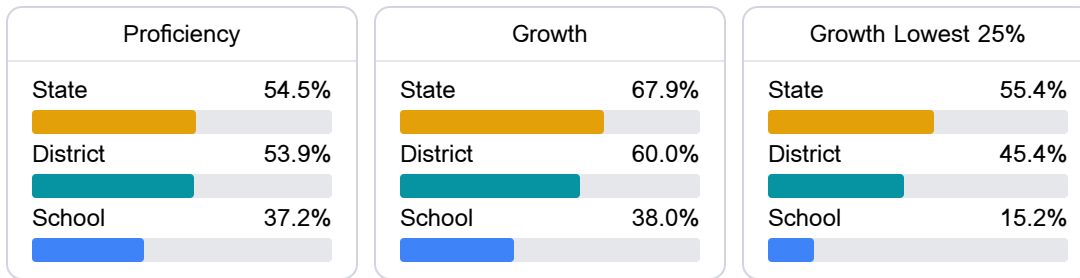 Proficiency
State 54.5%
District 53.9%
School 37.2%
Growth
State 67.9%
District 60.0%
School 38.0%
Growth Lowest 25%
State 55.4%
District 45.4%
School 15.2%